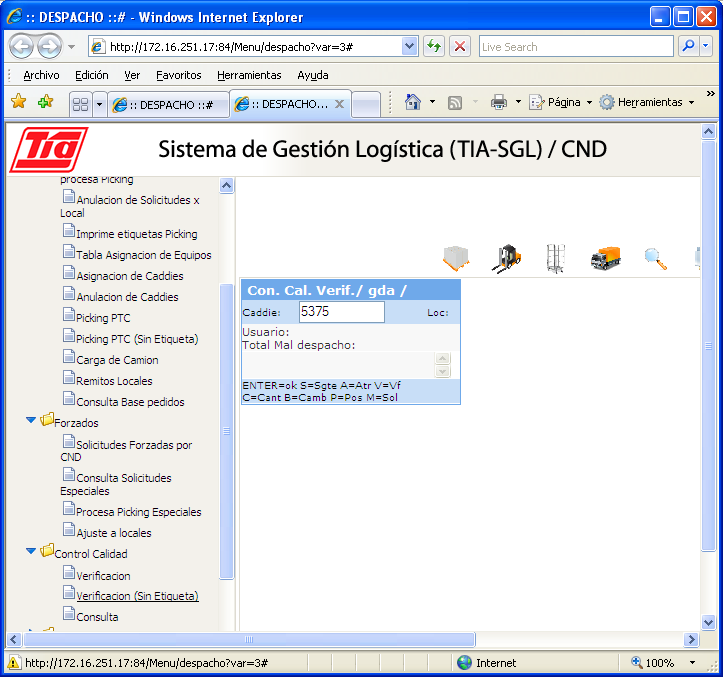 :: DESPACHO ::# - Windows Internet Explorer
http://172.16.251.17:84/Menu/despacho?var=3#
Live Search
Archivo Edición Ver Favoritos Herramientas Ayuda
:: DESPACHO ::#
:: DESPACHO...
Página
Herramientas
»
Tia
Sistema de Gestión Logística (TIA-SGL) / CND
procesa Picking
Anulacion de Solicitudes x
Local
Imprime etiquetas Picking
Tabla Asignacion de Equipos
Asignacion de Caddies
Anulacion de Caddies
Picking PTC
Picking PTC (Sin Etiqueta)
Carga de Camion
Remitos Locales
Consulta Base pedidos
Forzados
Solicitudes Forzadas por
CND
Consulta Solicitudes
Especiales
Procesa Picking Especiales
Ajuste a locales
Control Calidad
Verificacion
Verificacion (Sin Etiqueta)
Consulta
Con. Cal. Verif./ gda /
Caddie: 5375 Loc:
Usuario:
Total Mal despacho:
ENTER=ok S=Sgte A=Atr V=Vf
C=Cant B=Camb P=Pos M=Sol
http://172.16.251.17:84/Menu/despacho?var=3#
Internet
100%